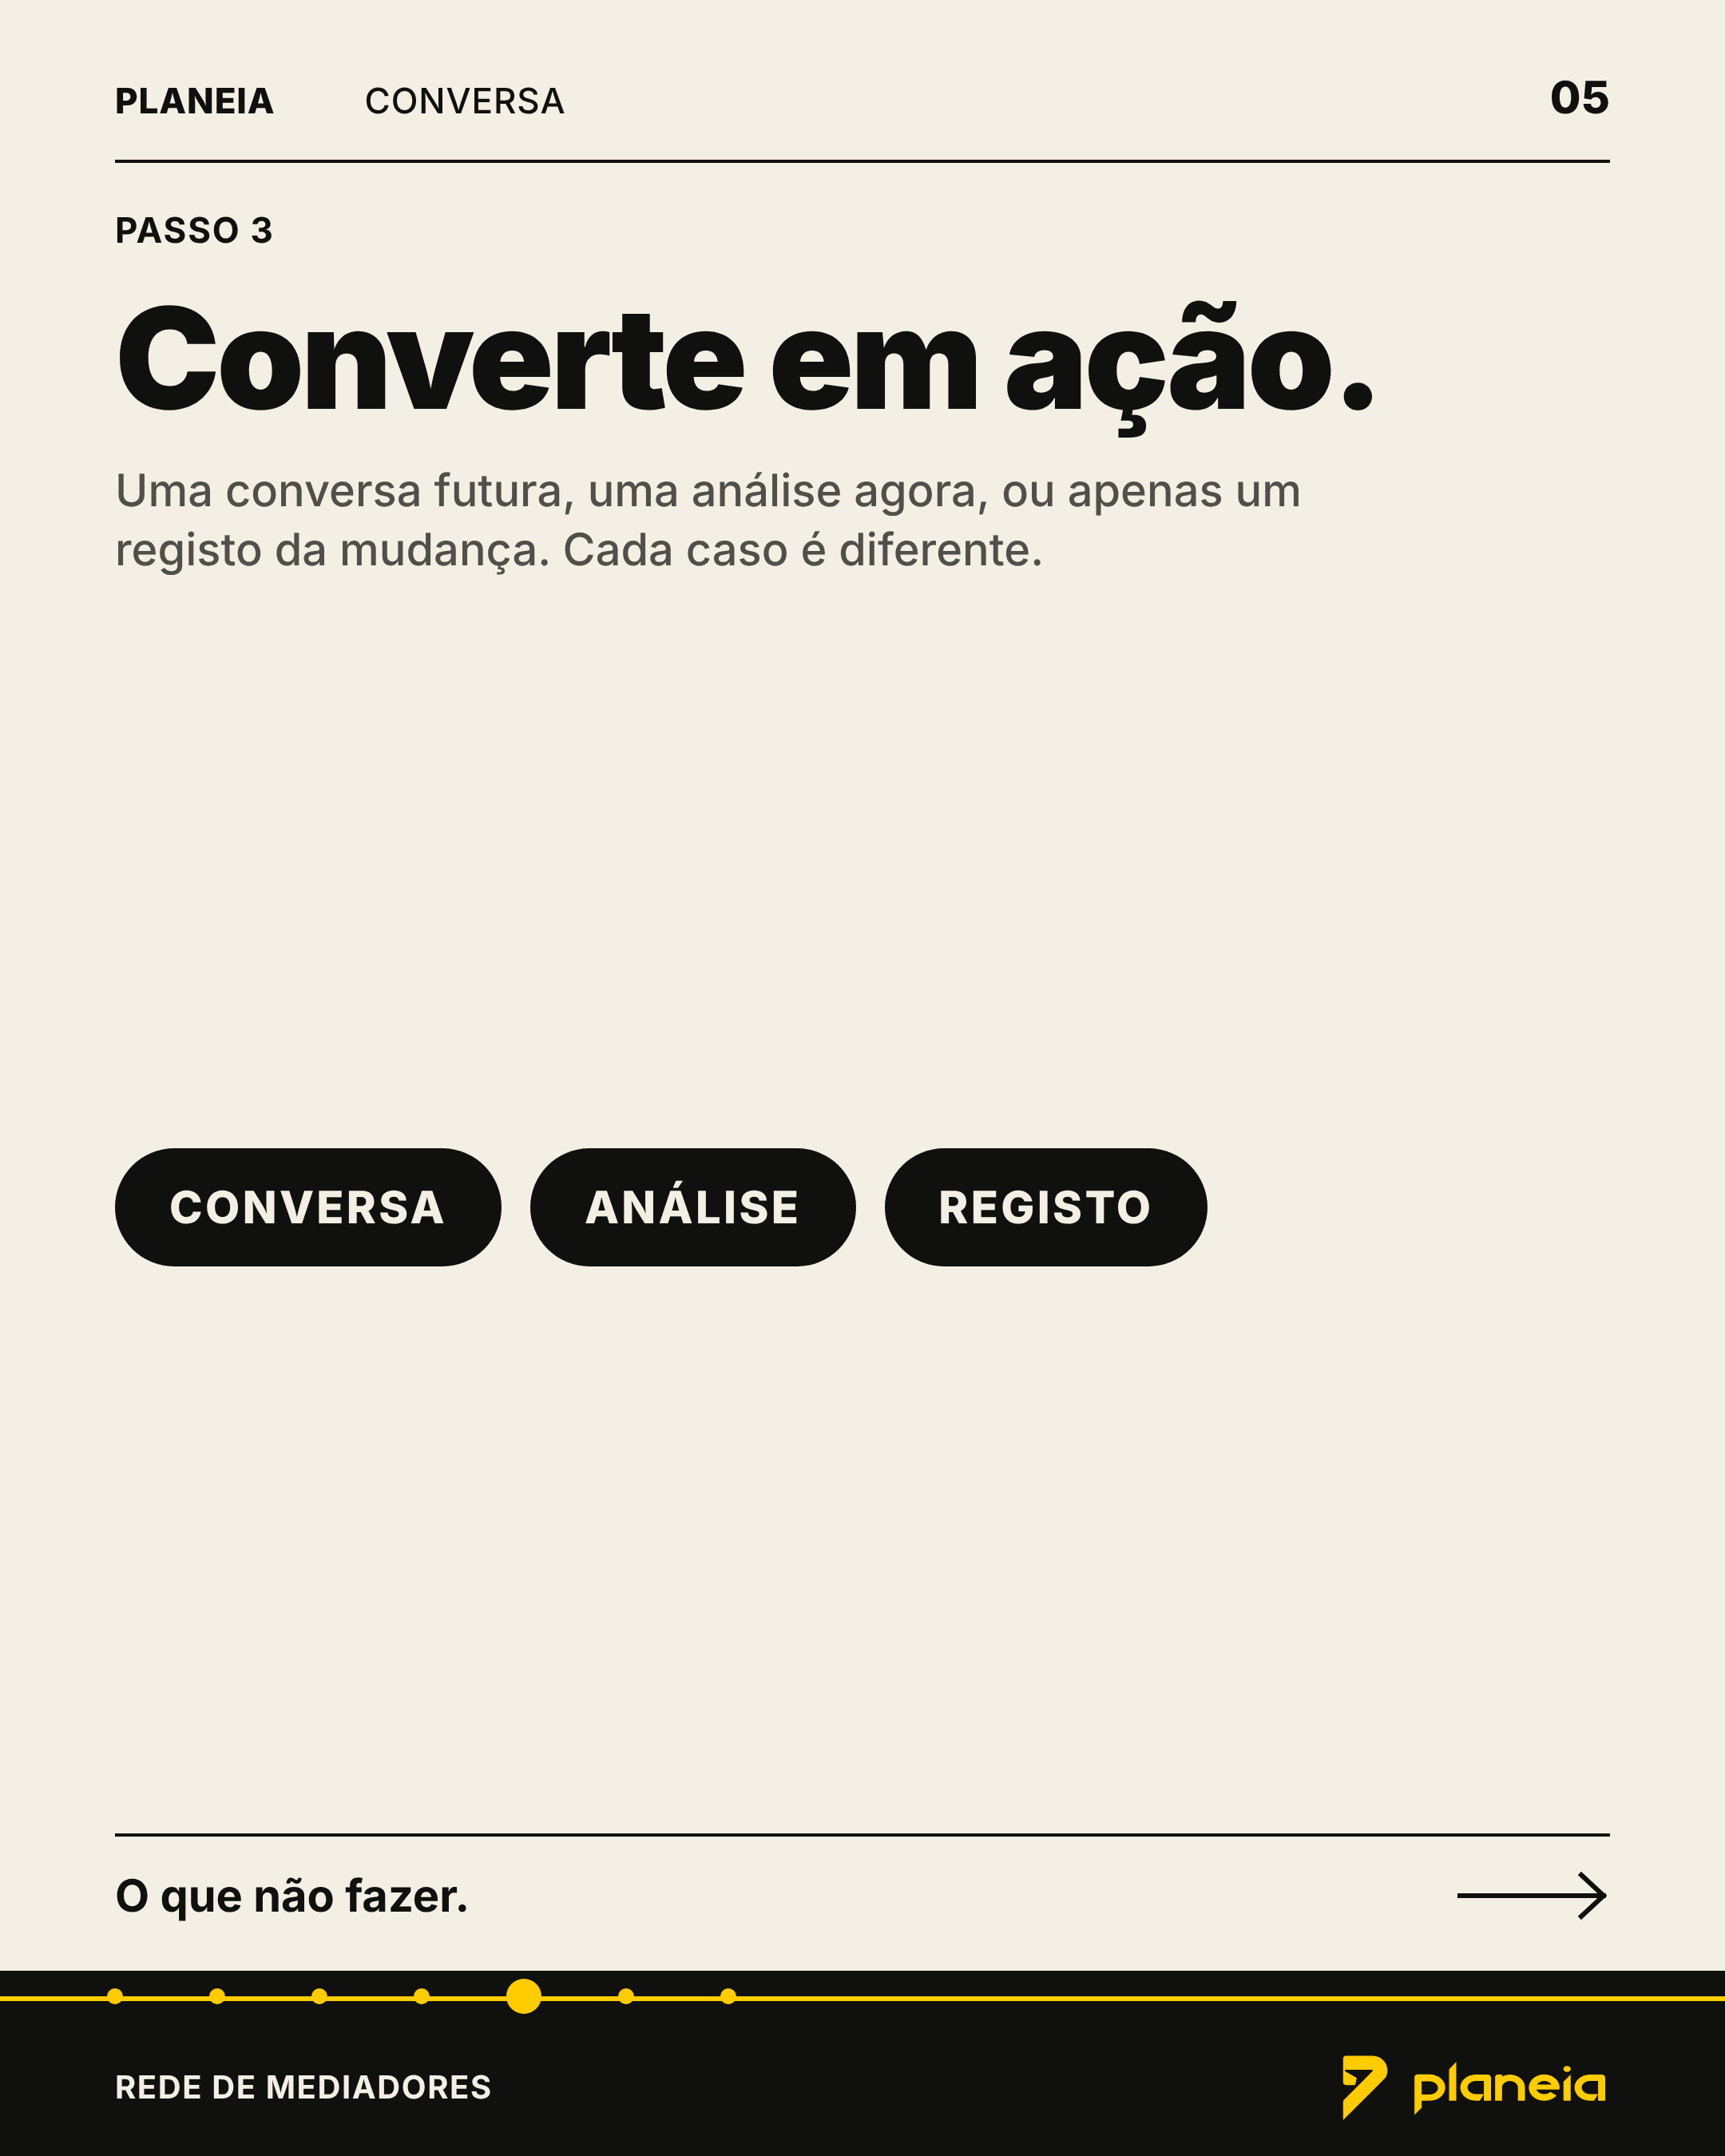 PLANEIA CONVERSA 05
PASSO 3
Converte em ação.
Uma conversa futura, uma análise agora, ou apenas um
registo da mudança. Cada caso é diferente.
CONVERSA ANÁLISE REGISTO
O que não fazer.
REDE DE MEDIADORES planeia